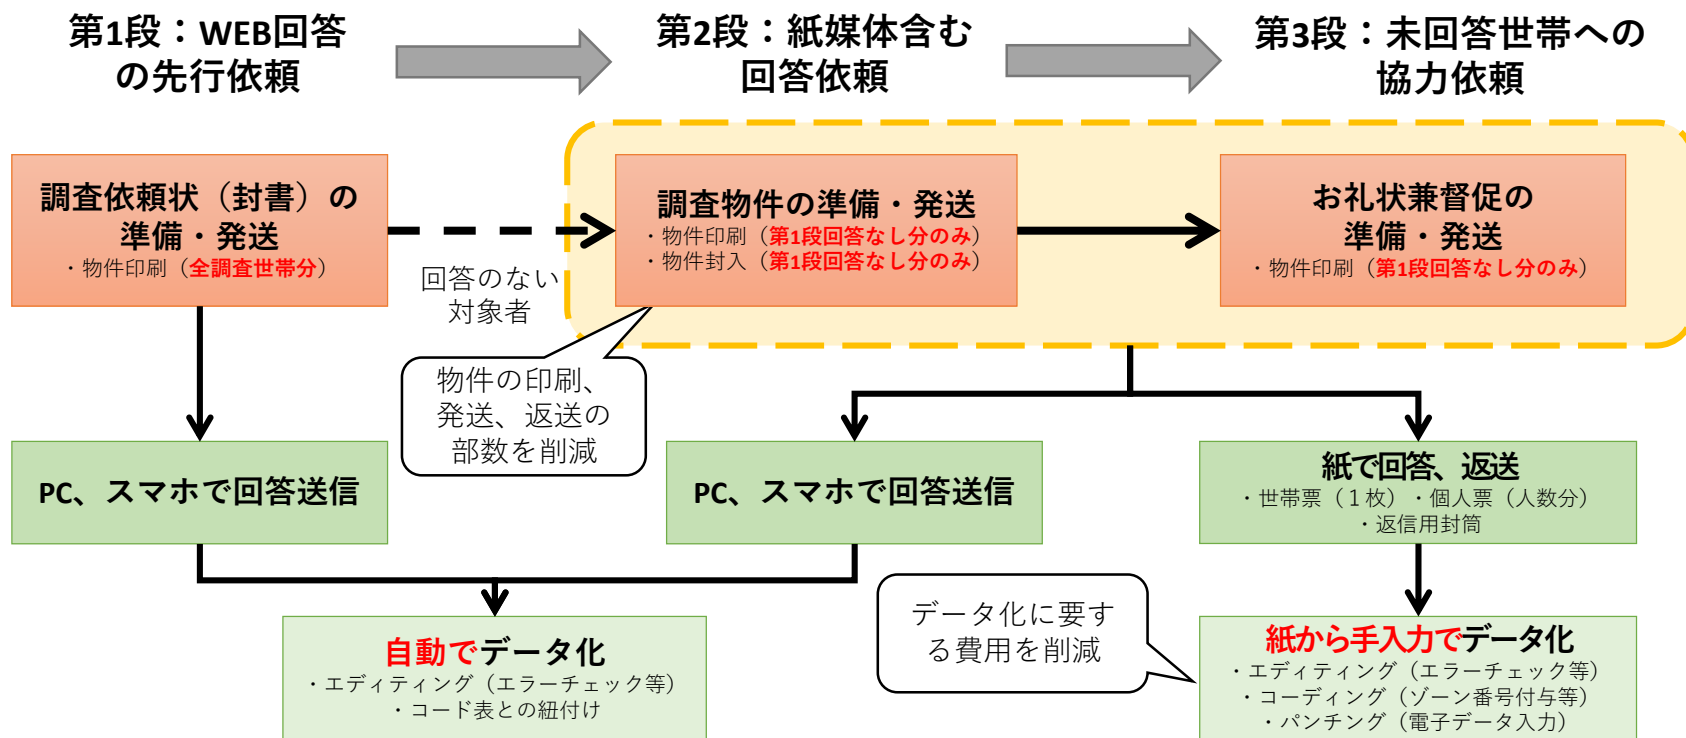 第1段：WEB回答
の先行依頼
第2段：紙媒体含む
回答依頼
第3段：未回答世帯への
協力依頼
調査依頼状（封書）の
準備・発送
・物件印刷（全調査世帯分）
回答のない
対象者
調査物件の準備・発送
・物件印刷（第1段回答なし分のみ）
・物件封入（第1段回答なし分のみ）
お礼状兼督促の
準備・発送
・物件印刷（第1段回答なし分のみ）
物件の印刷、
発送、返送の
部数を削減
PC、スマホで回答送信
PC、スマホで回答送信
紙で回答、返送
・世帯票（１枚）・個人票（人数分）
・返信用封筒
自動でデータ化
・エディティング（エラーチェック等）
・コード表との紐付け
データ化に要す
る費用を削減
紙から手入力でデータ化
・エディティング（エラーチェック等）
・コーディング（ゾーン番号付与等）
・パンチング（電子データ入力）